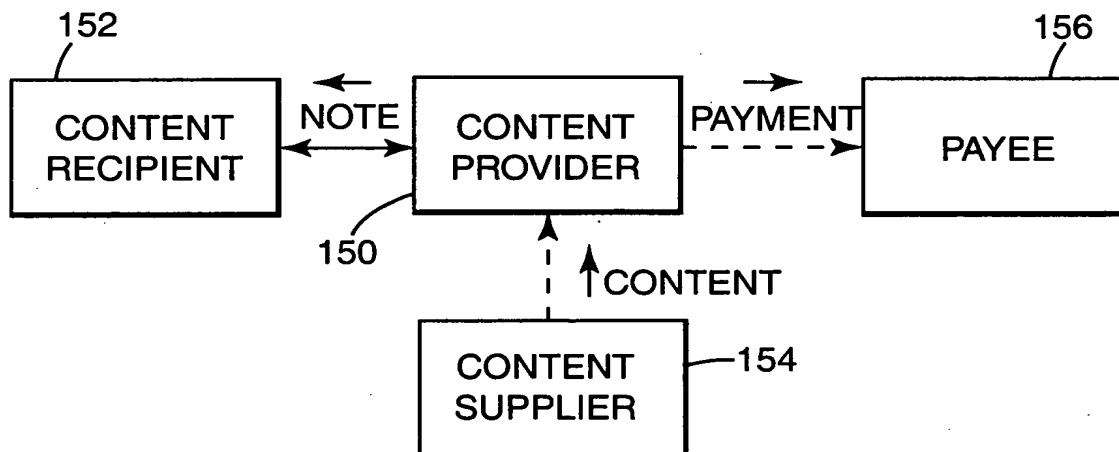 152
156
CONTENT
RECIPIENT
NOTE
CONTENT
PROVIDER
PAYMENT
PAYEE
150
CONTENT
CONTENT
SUPPLIER
154